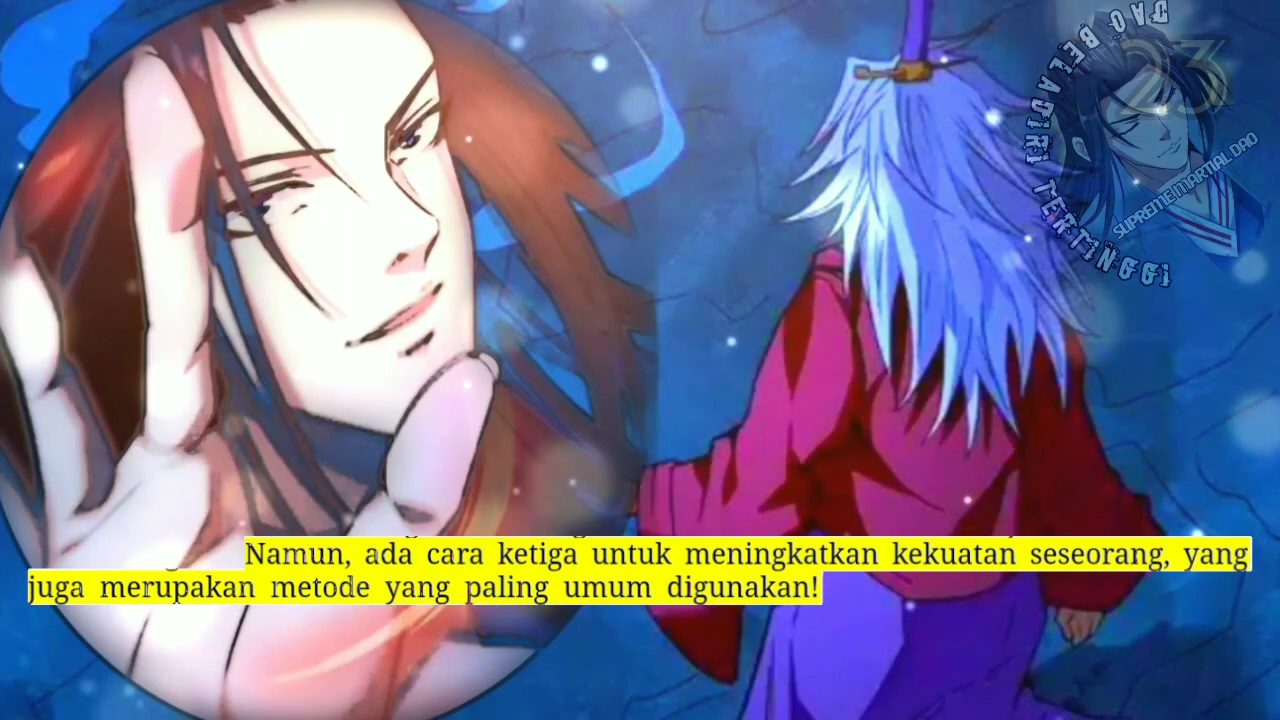 DAO BELADIRI TERTINGGI
23
SUPREME MARTIAL DAO
Namun, ada cara ketiga untuk meningkatkan kekuatan seseorang, yang
juga merupakan metode yang paling umum digunakan!